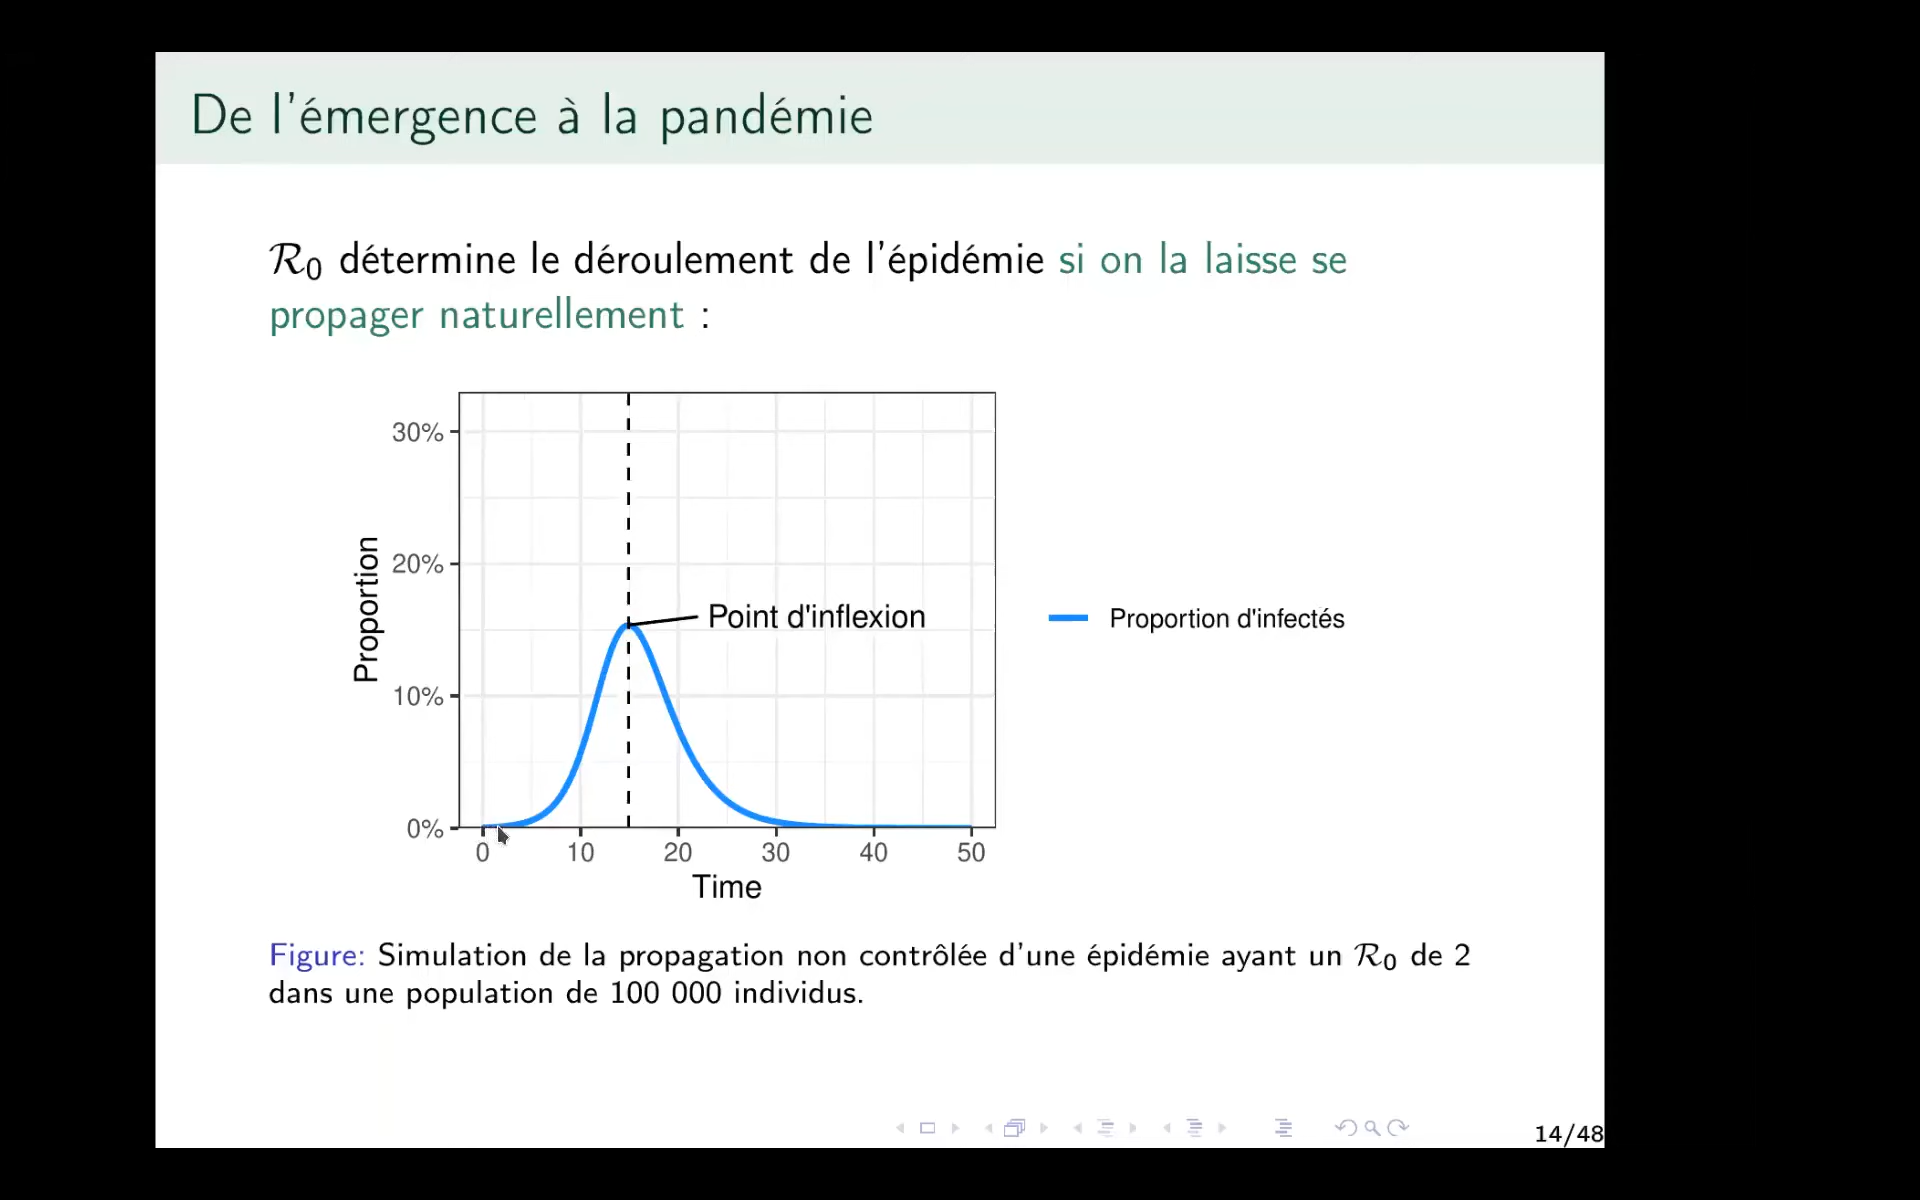 De l'émergence à la pandémie
R₀ détermine le déroulement de l'épidémie si on la laisse se
propager naturellement :
30%
20%
10%
0%
Proportion
Point d'inflexion
Proportion d'infectés
0 10 20 30 40 50
Time
Figure: Simulation de la propagation non contrôlée d'une épidémie ayant un R₀ de 2
dans une population de 100 000 individus.
14/48